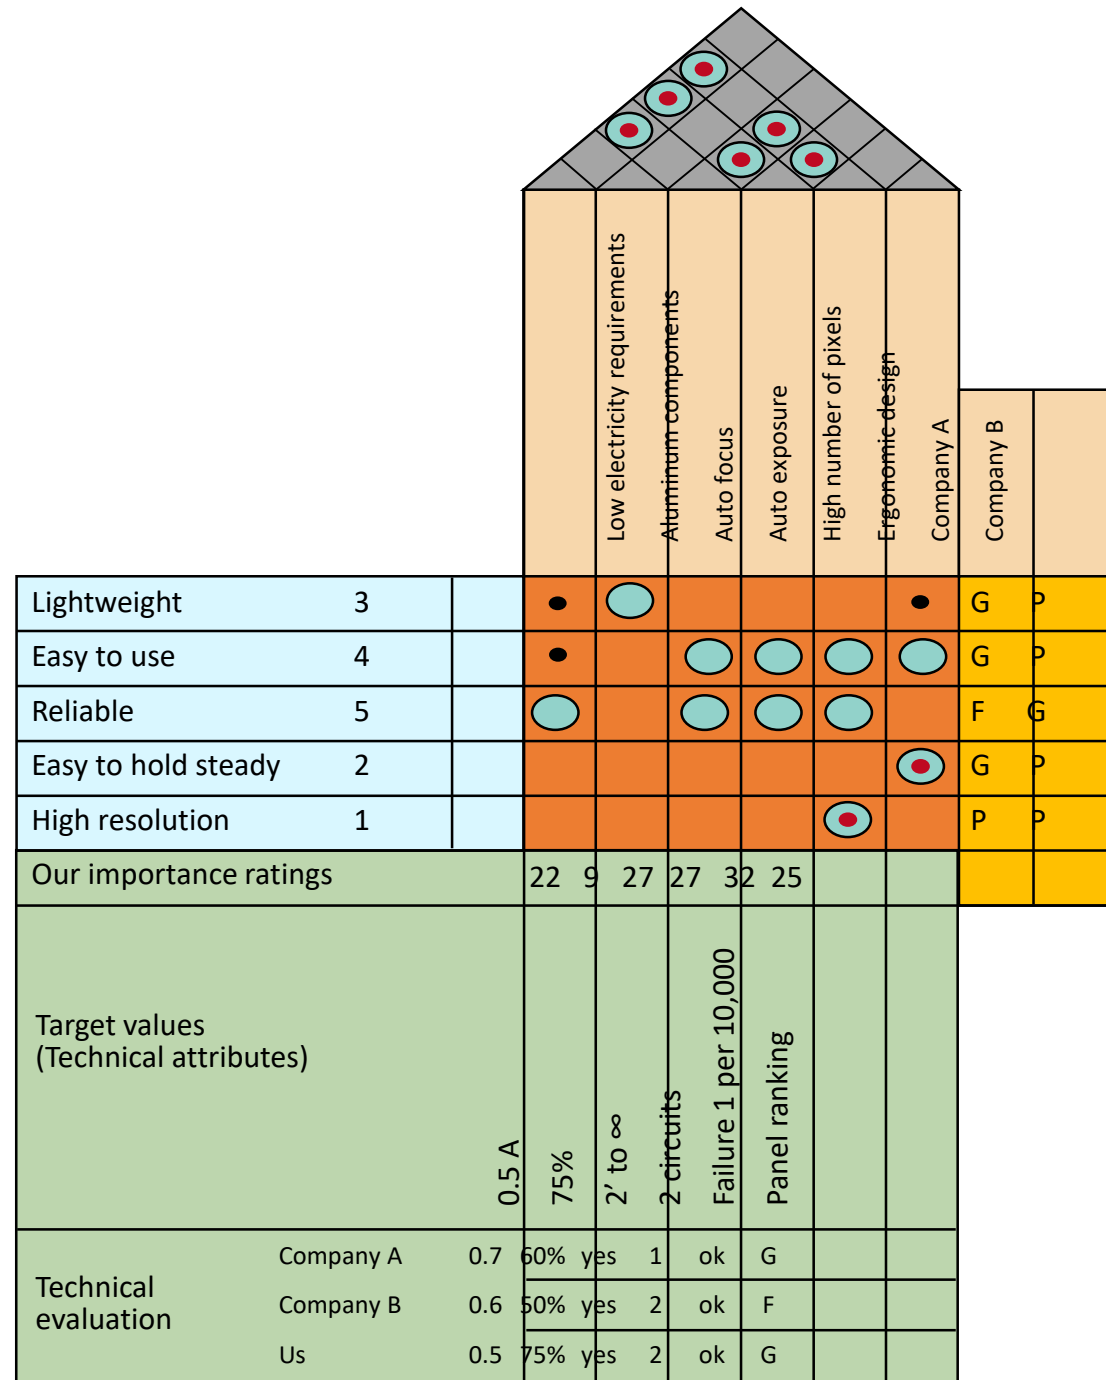 Low electricity requirements
Aluminum components
Auto focus
Auto exposure
High number of pixels
Ergonomic design
Company A
Company B
Lightweight 3 G P
Easy to use 4 G P
Reliable 5 F G
Easy to hold steady 2 G P
High resolution 1 P P
Our importance ratings 22 9 27 27 32 25
Target values
(Technical attributes)
0.5 A
75%
2’ to ∞
2 circuits
Failure 1 per 10,000
Panel ranking
Technical
evaluation
Company A 0.7 60% yes 1 ok G
Company B 0.6 50% yes 2 ok F
Us 0.5 75% yes 2 ok G